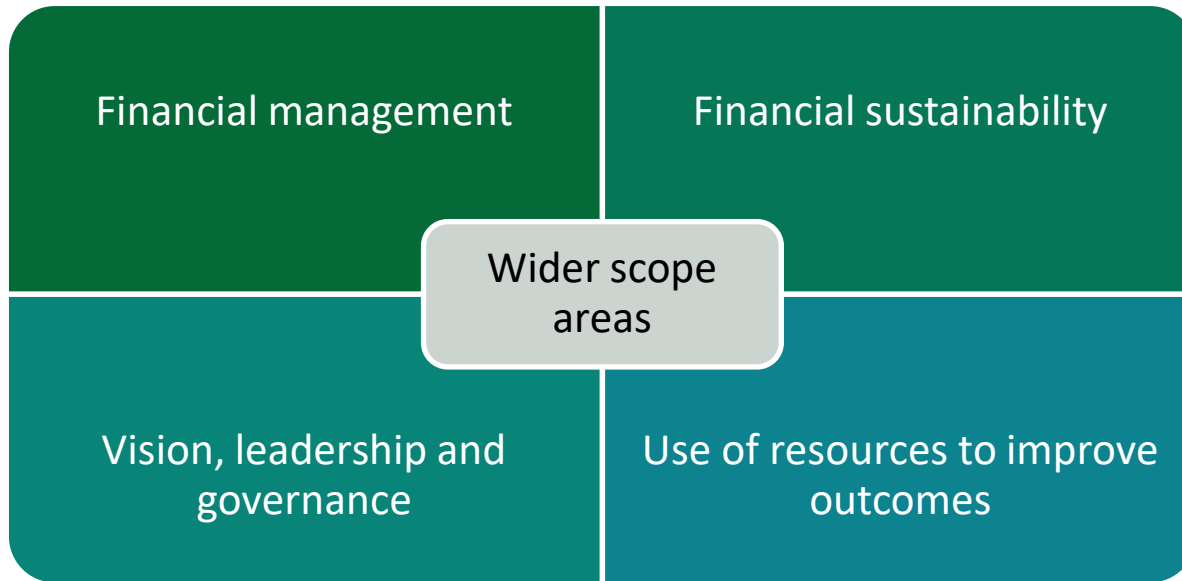 Financial management
Financial sustainability
Wider scope
areas
Vision, leadership and
governance
Use of resources to improve
outcomes